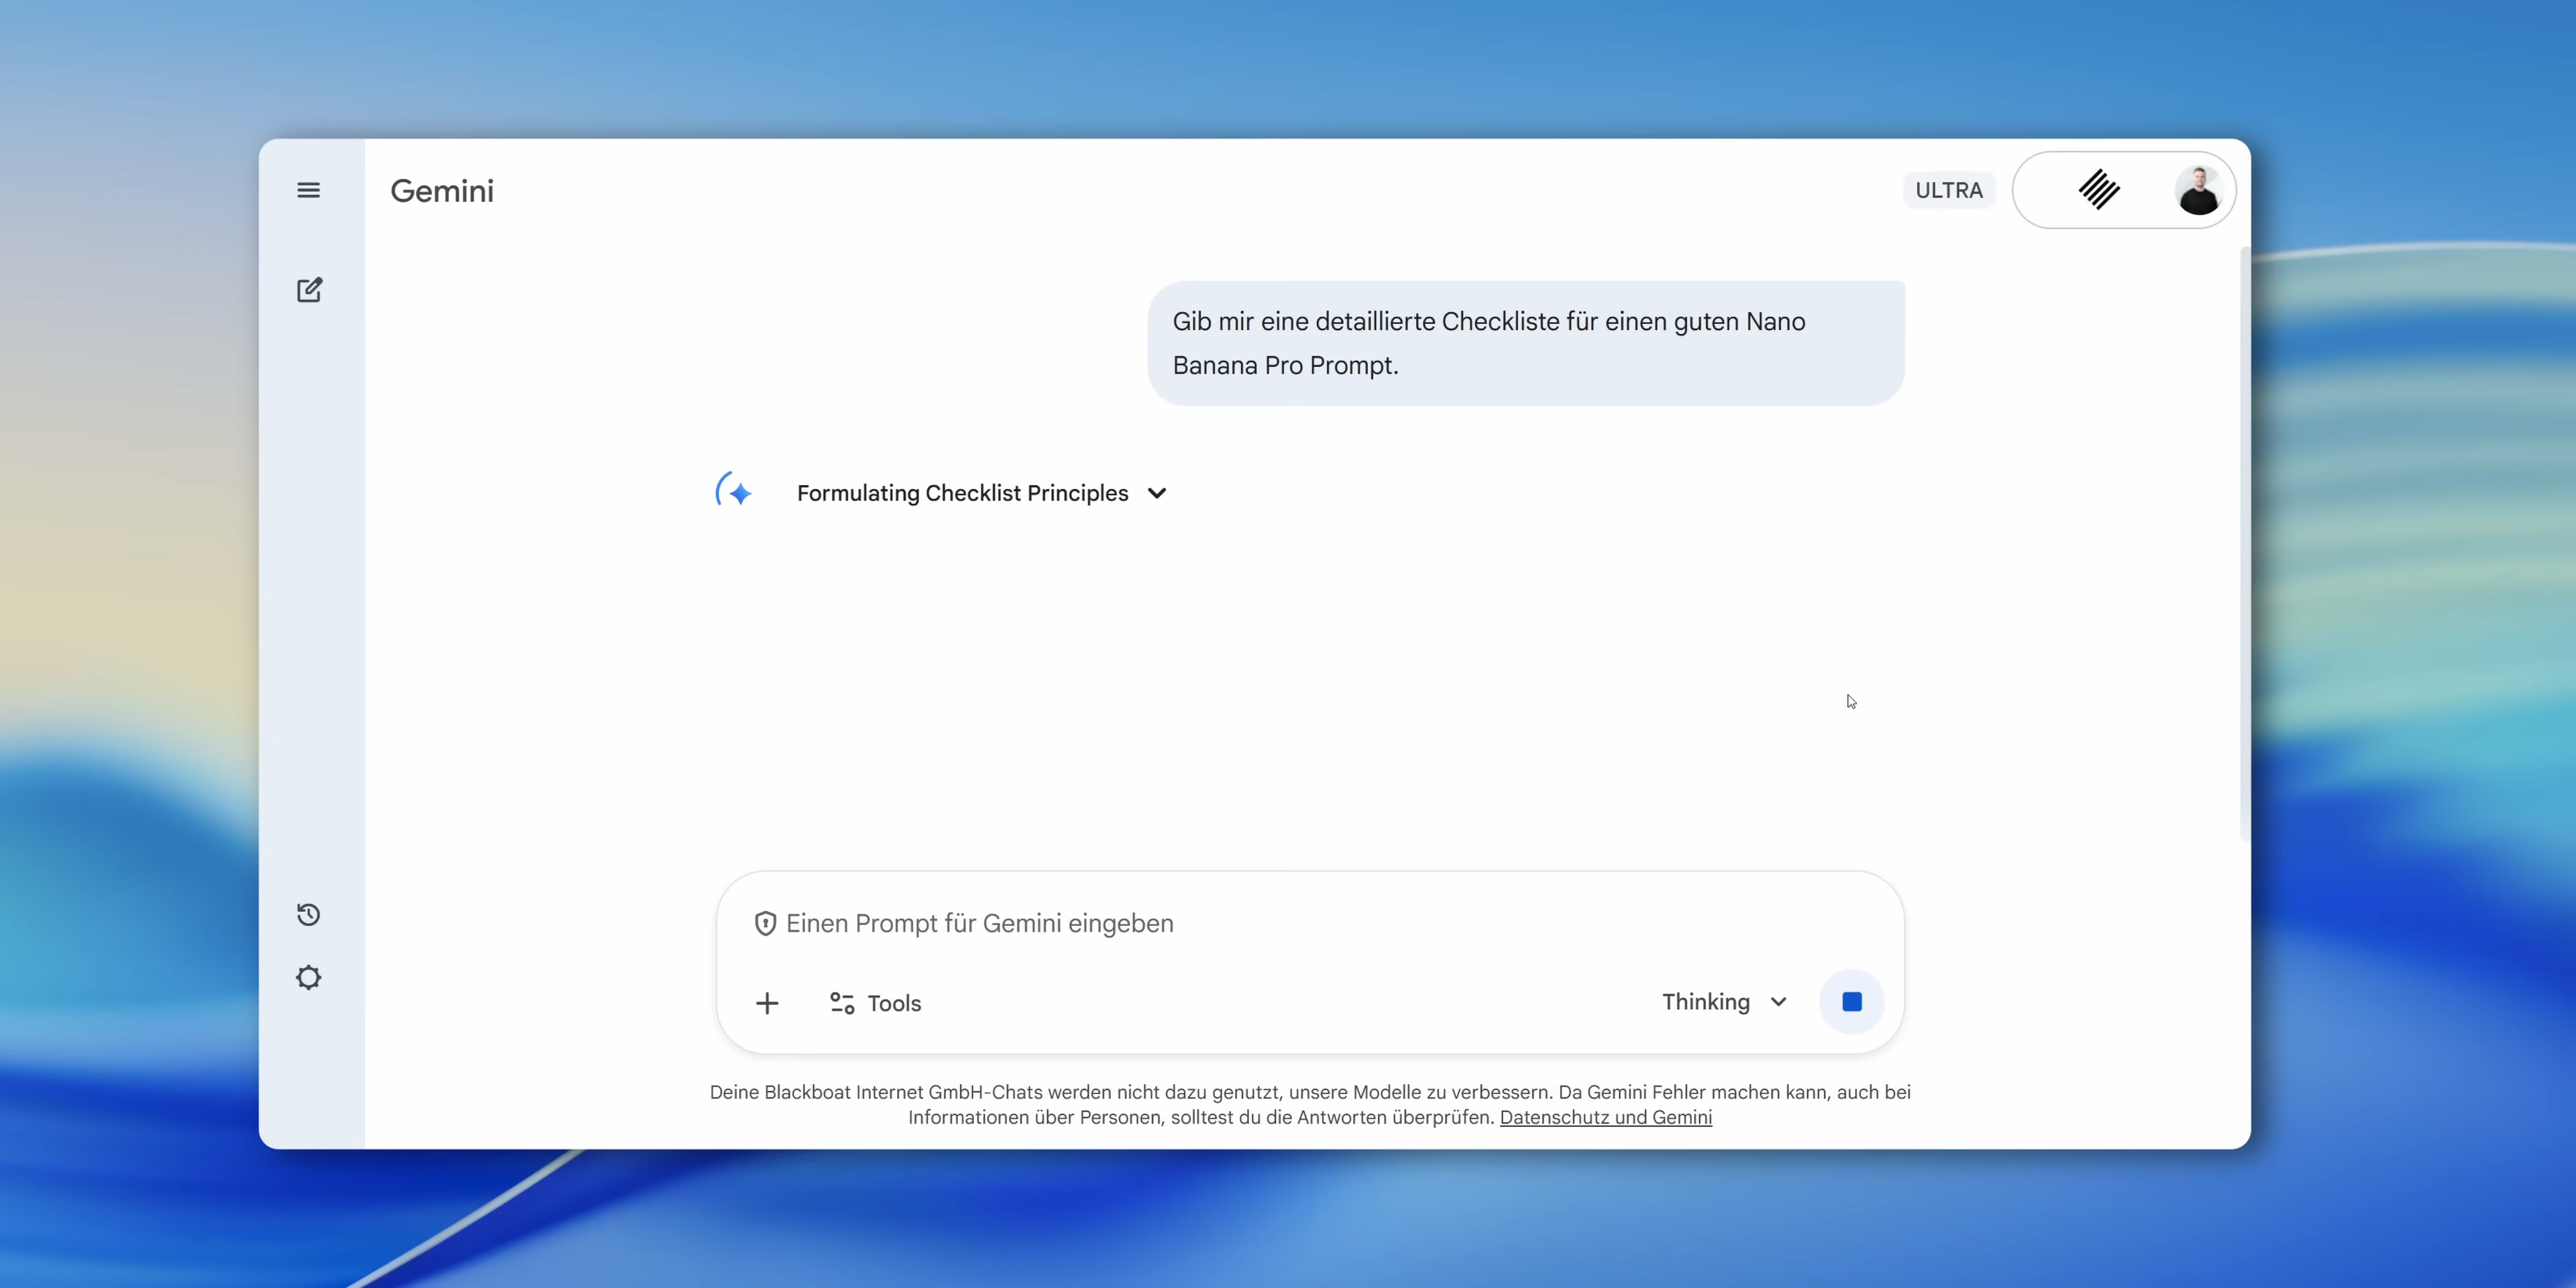 Gemini
ULTRA
Gib mir eine detaillierte Checkliste für einen guten Nano
Banana Pro Prompt.
Formulating Checklist Principles
Einen Prompt für Gemini eingeben
Tools
Thinking
Deine Blackboat Internet GmbH-Chats werden nicht dazu genutzt, unsere Modelle zu verbessern. Da Gemini Fehler machen kann, auch bei
Informationen über Personen, solltest du die Antworten überprüfen. Datenschutz und Gemini